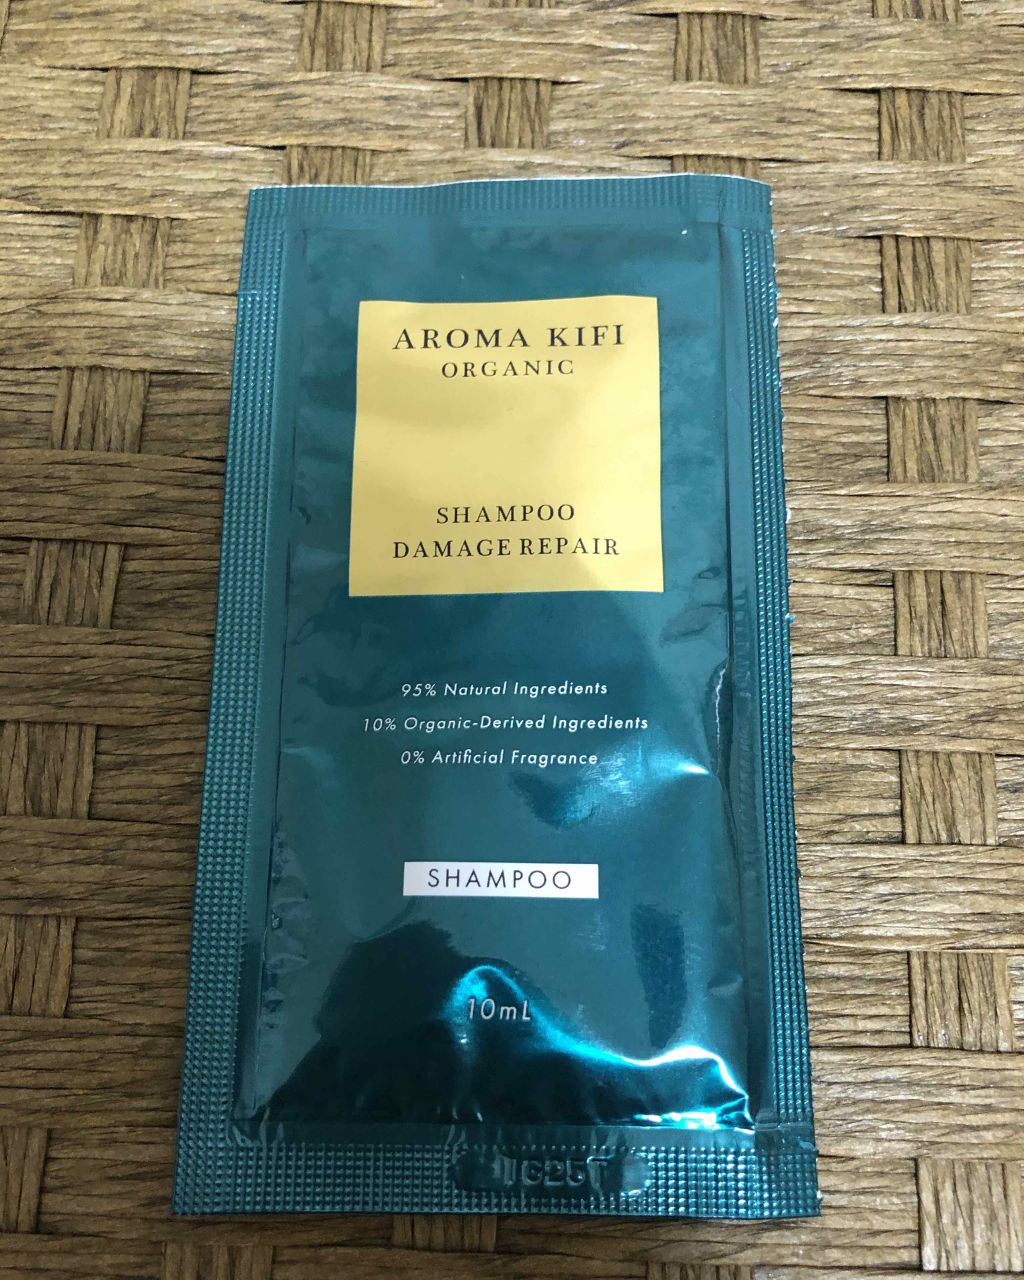 AROMA KIFI
ORGANIC
SHAMPOO
DAMAGE REPAIR
95% Natural Ingredients
10% Organic-Derived Ingredients
0% Artificial Fragrance
SHAMPOO
10mL